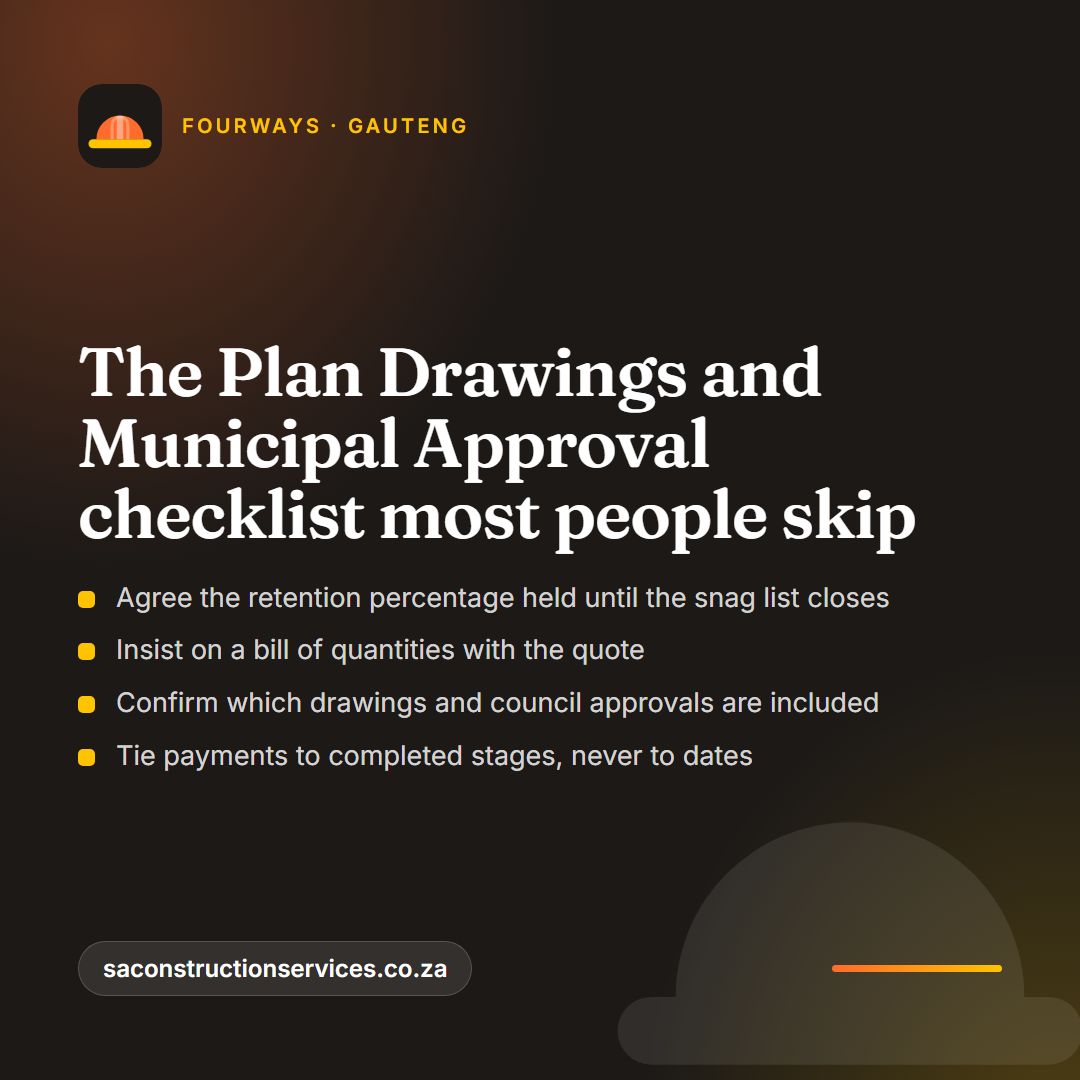 FOURWAYS · GAUTENG
The Plan Drawings and
Municipal Approval
checklist most people skip
Agree the retention percentage held until the snag list closes
Insist on a bill of quantities with the quote
Confirm which drawings and council approvals are included
Tie payments to completed stages, never to dates
saconstructionservices.co.za